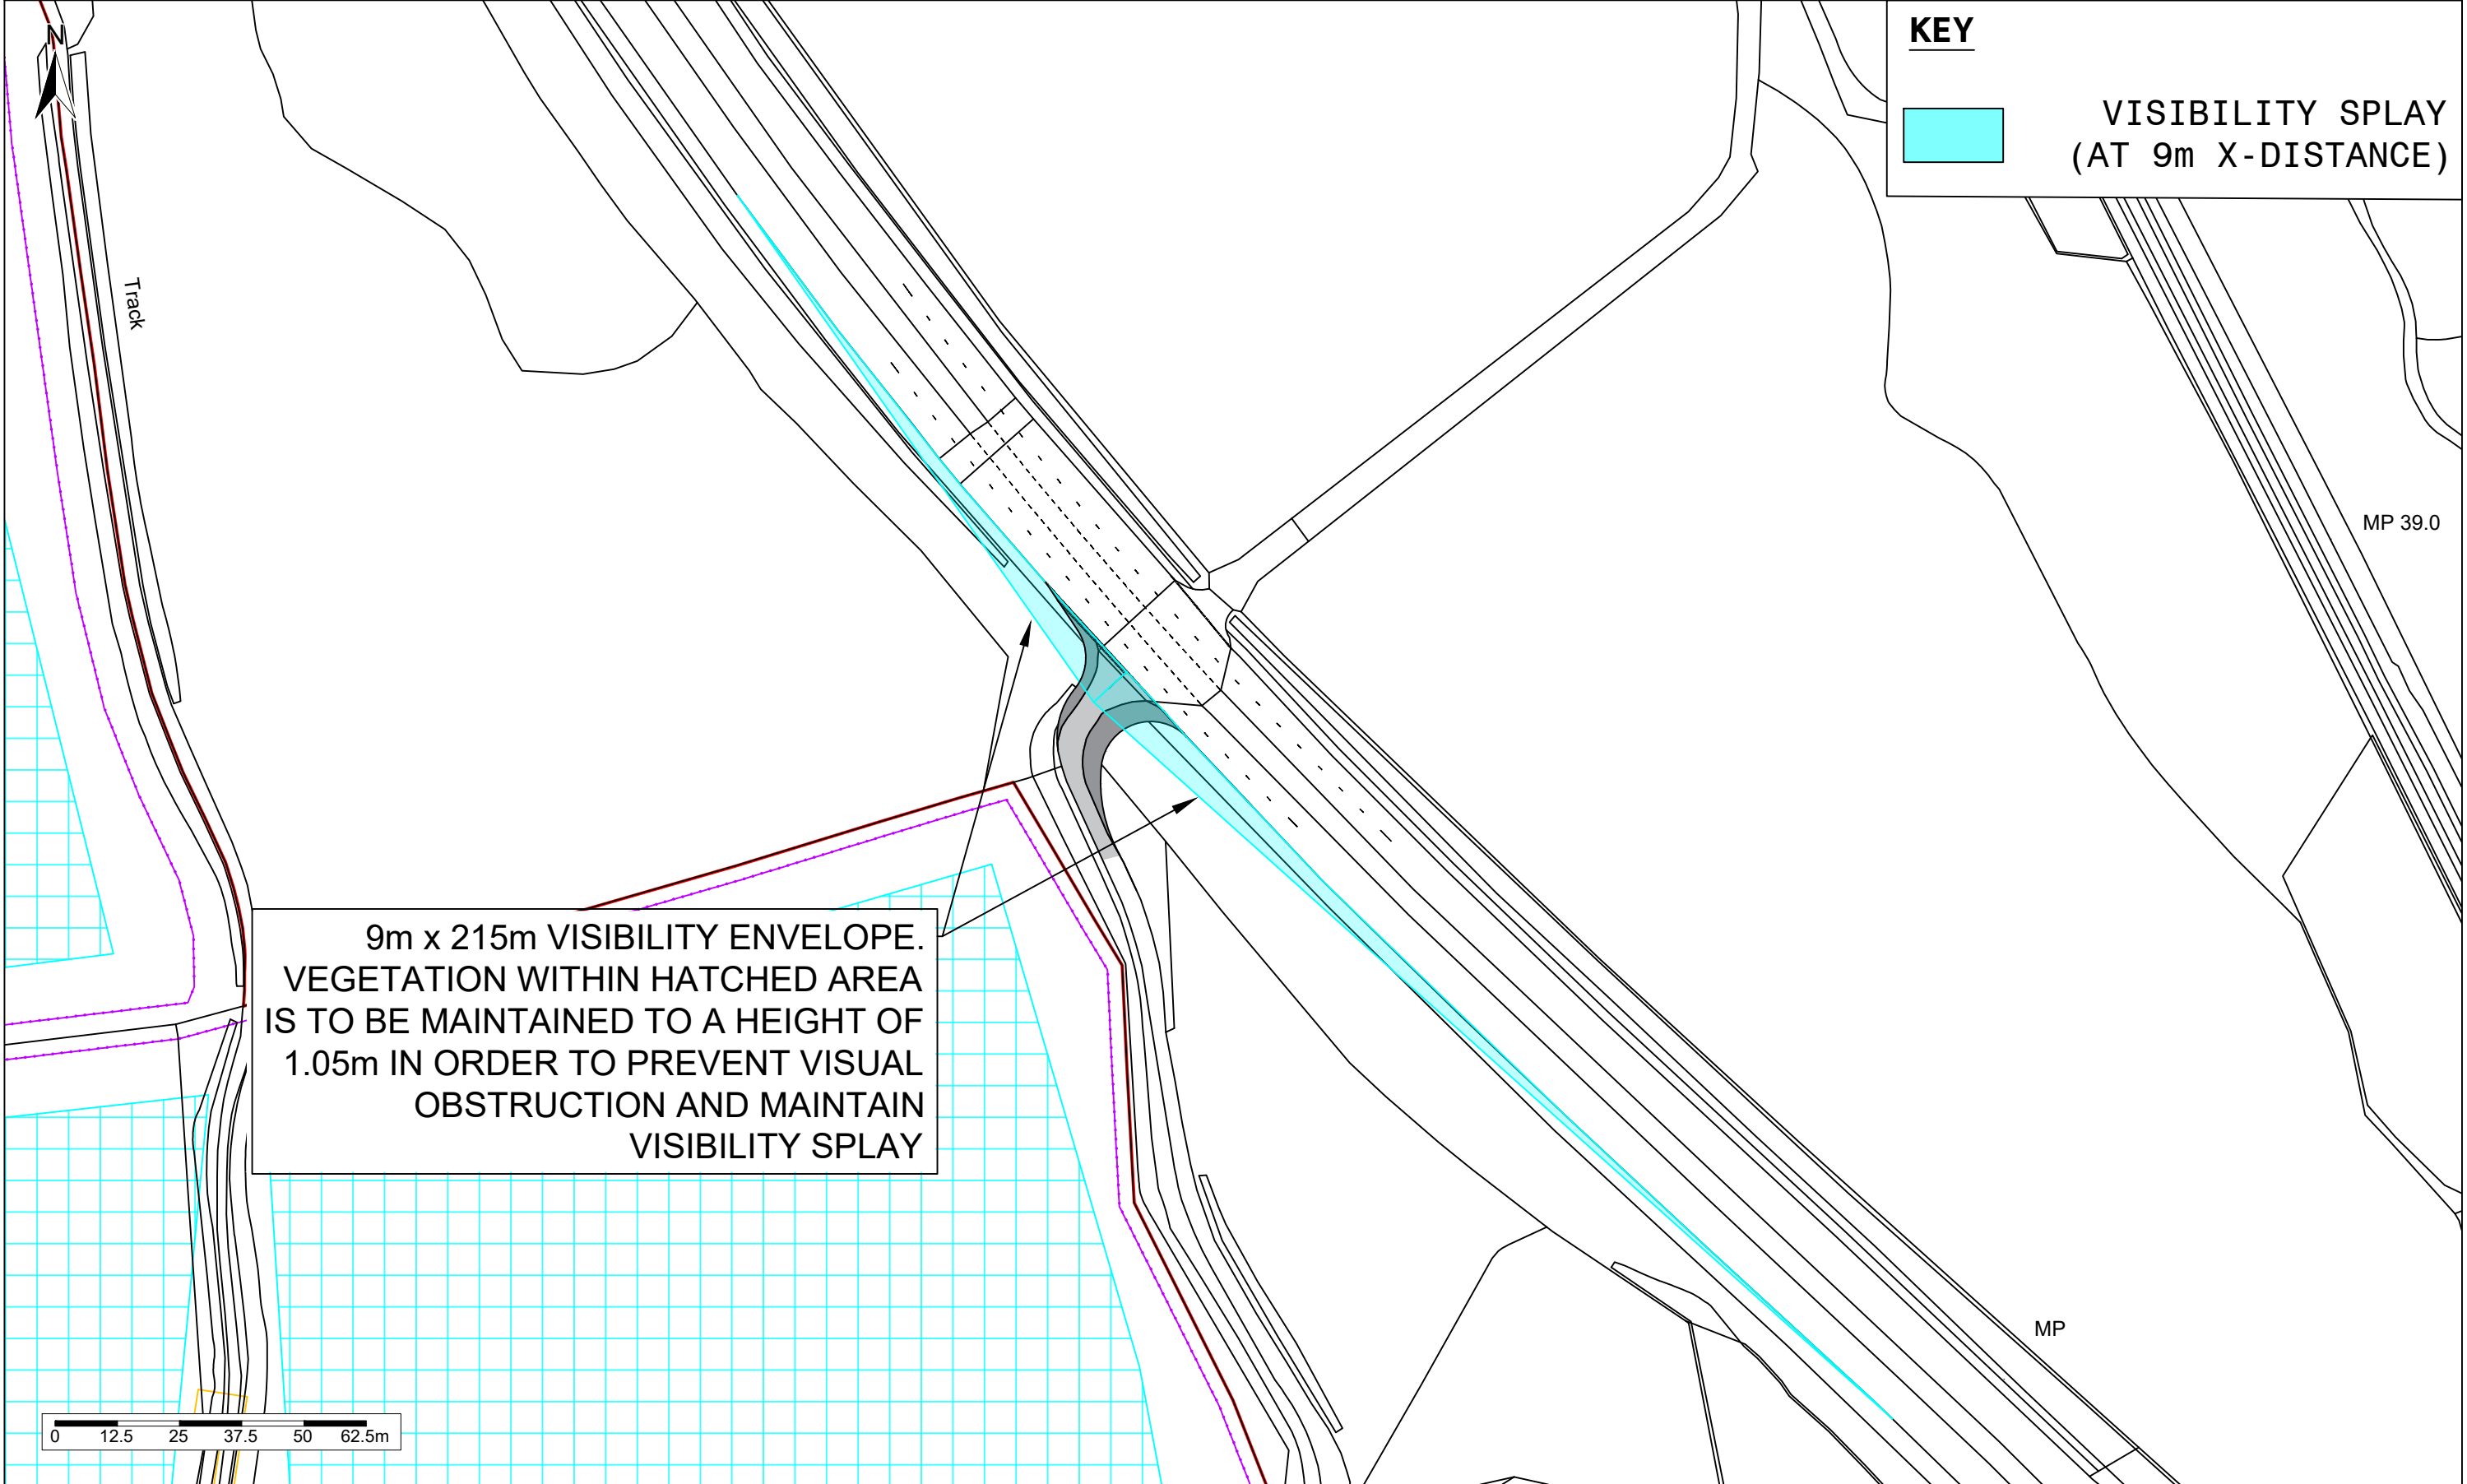 N
KEY
VISIBILITY SPLAY
(AT 9m X-DISTANCE)
Track
MP 39.0
9m x 215m VISIBILITY ENVELOPE.
VEGETATION WITHIN HATCHED AREA
IS TO BE MAINTAINED TO A HEIGHT OF
1.05m IN ORDER TO PREVENT VISUAL
OBSTRUCTION AND MAINTAIN
VISIBILITY SPLAY
MP
0 12.5 25 37.5 50 62.5m